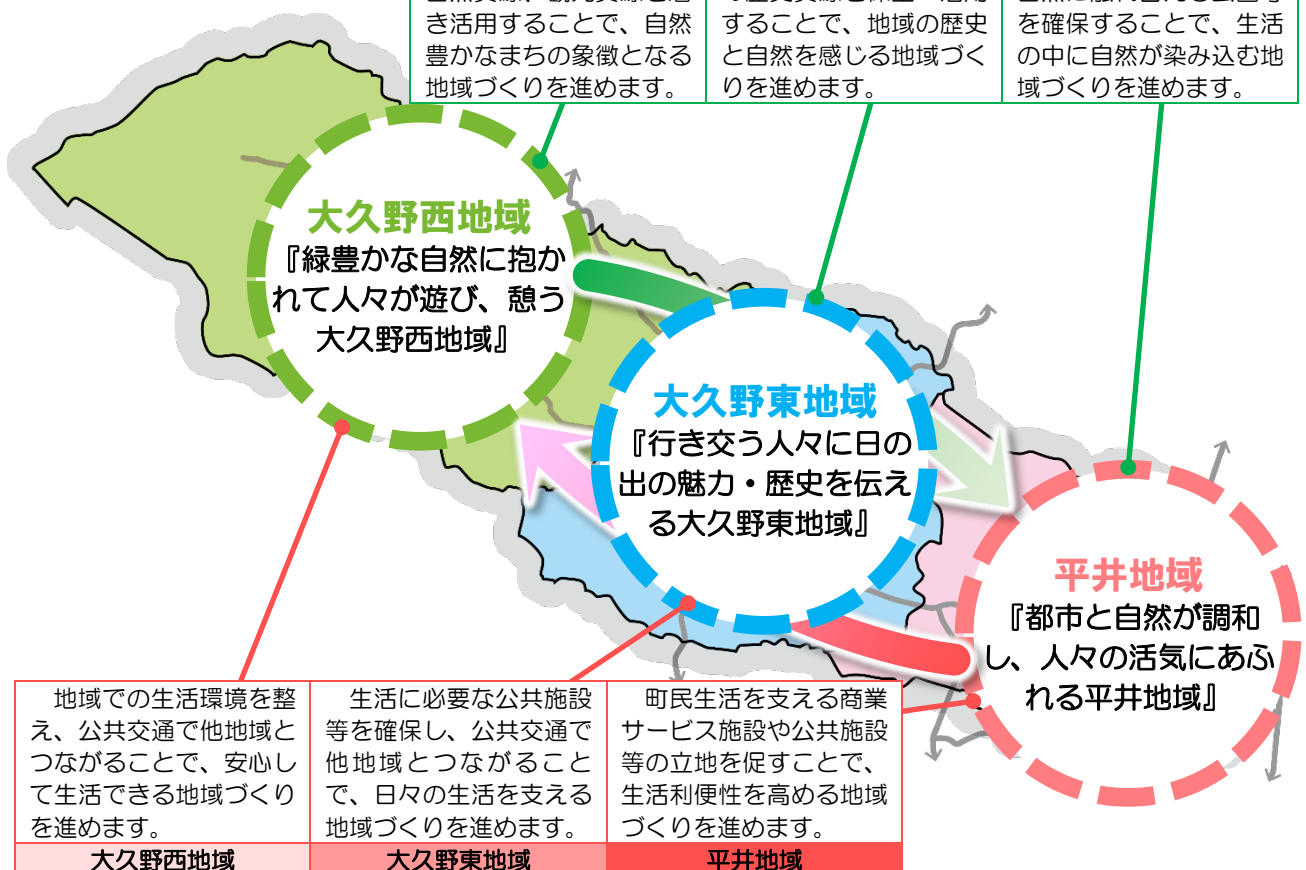 き活用することで、自然
豊かなまちの象徴となる
地域づくりを進めます。
することで、地域の歴史
と自然を感じる地域づく
りを進めます。
を確保することで、生活
の中に自然が染み込む地
域づくりを進めます。
大久野西地域
『緑豊かな自然に抱か
れて人々が遊び、憩う
大久野西地域』
大久野東地域
『行き交う人々に日の
出の魅力・歴史を伝え
る大久野東地域』
平井地域
『都市と自然が調和
し、人々の活気にあふ
れる平井地域』
地域での生活環境を整
え、公共交通で他地域と
つながることで、安心し
て生活できる地域づくり
を進めます。
大久野西地域
生活に必要な公共施設
等を確保し、公共交通で
他地域とつながること
で、日々の生活を支える
地域づくりを進めます。
大久野東地域
町民生活を支える商業
サービス施設や公共施設
等の立地を促すことで、
生活利便性を高める地域
づくりを進めます。
平井地域